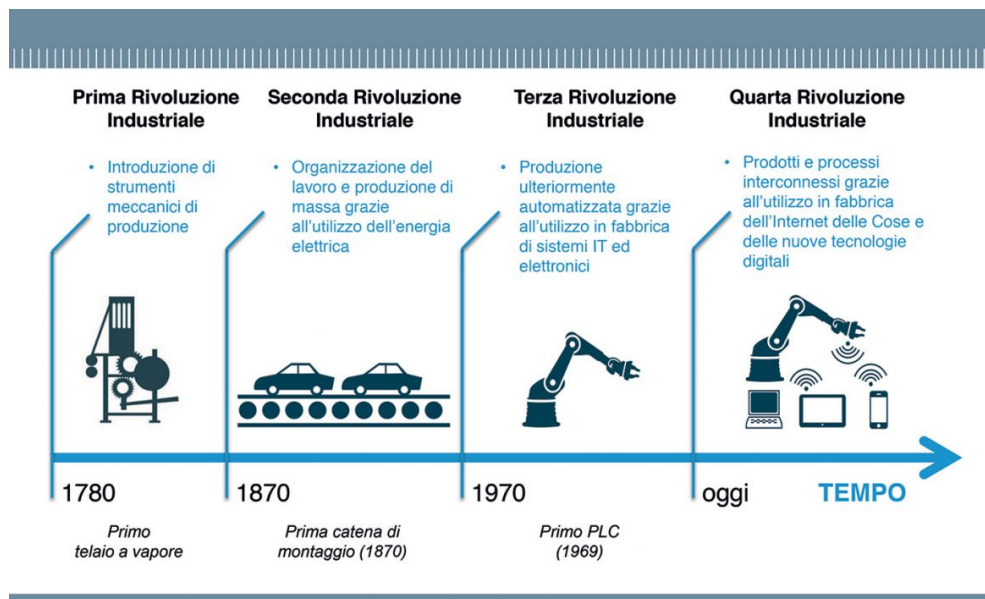 Prima Rivoluzione
Industriale
• Introduzione di
strumenti
meccanici di
produzione
Seconda Rivoluzione
Industriale
• Organizzazione del
lavoro e produzione di
massa grazie
all'utilizzo dell'energia
elettrica
Terza Rivoluzione
Industriale
• Produzione
ulteriormente
automatizzata grazie
all'utilizzo in fabbrica
di sistemi IT ed
elettronici
Quarta Rivoluzione
Industriale
• Prodotti e processi
interconnessi grazie
all'utilizzo in fabbrica
dell'Internet delle Cose e
delle nuove tecnologie
digitali
1780
1870
1970
oggi
TEMPO
Primo
telaio a vapore
Prima catena di
montaggio (1870)
Primo PLC
(1969)